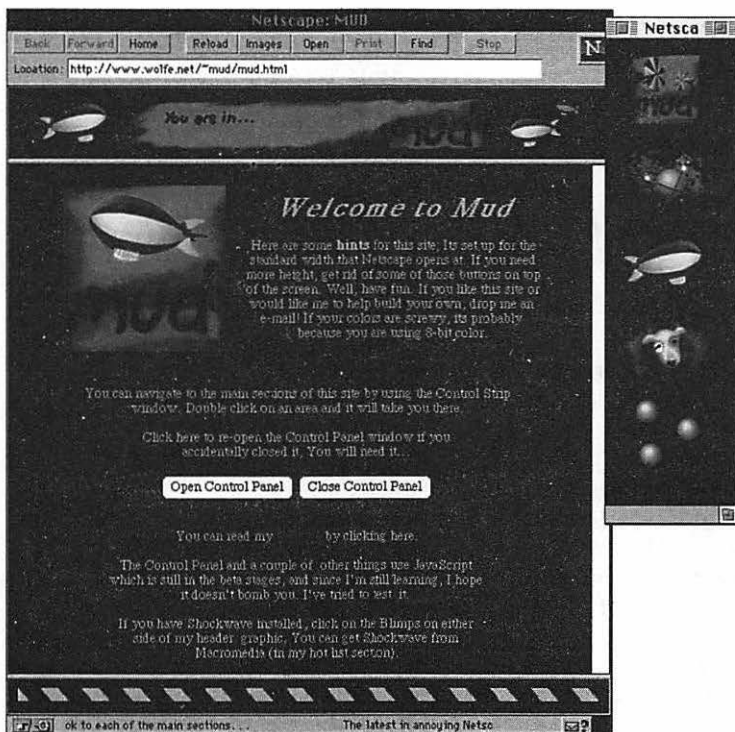 Netscape: MUD
Back Forward Home Reload Images Open Print Find Stop
N
Location: http://www.wolfe.net/~mud/mud.html
You are in...
mud
Welcome to Mud
Here are some hints for this site; Its set up for the
standard width that Netscape opens at. If you need
more height, get rid of some of those buttons on top
of the screen. Well, have fun. If you like this site or
would like me to help build your own, drop me an
e-mail! If your colors are screwy, its probably
because you are using 8-bit color.
mud
You can navigate to the main sections of this site by using the Control Strip
window. Double click on an area and it will take you there.
Click here to re-open the Control Panel window if you
accidentally closed it, You will need it...
Open Control Panel Close Control Panel
You can read my by clicking here.
The Control Panel and a couple of other things use JavaScript
which is still in the beta stages, and since I'm still learning, I hope
it doesn't bomb you. I've tried to test it.
If you have Shockwave installed, click on the Blimps on either
side of my header graphic, You can get Shockwave from
Macromedia (in my hot list section).
ok to each of the main sections... The latest in annoying Netsc
?
Netsca
mud